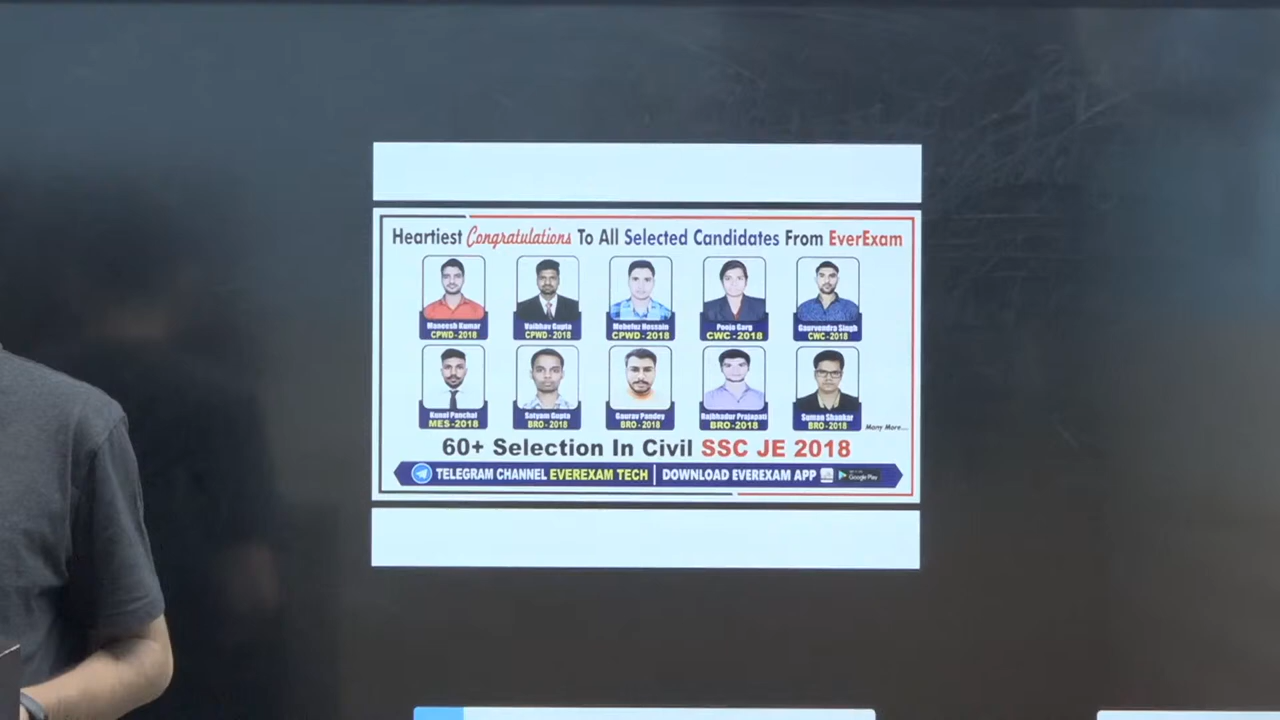 Heartiest Congratulations To All Selected Candidates From EverExam
Maneesh Kumar
CPWD - 2018
Vaibhav Gupta
CPWD - 2018
Mehefuz Hossain
CPWD - 2018
Pooja Garg
CWC - 2018
Gaurvendra Singh
CWC - 2018
Kunal Panchal
MES - 2018
Satyam Gupta
BRO - 2018
Gaurav Pandey
BRO - 2018
Rajbhadur Prajapati
BRO - 2018
Suman Shankar
BRO - 2018
Many More...
60+ Selection In Civil SSC JE 2018
TELEGRAM CHANNEL EVEREXAM TECH | DOWNLOAD EVEREXAM APP
Google Play